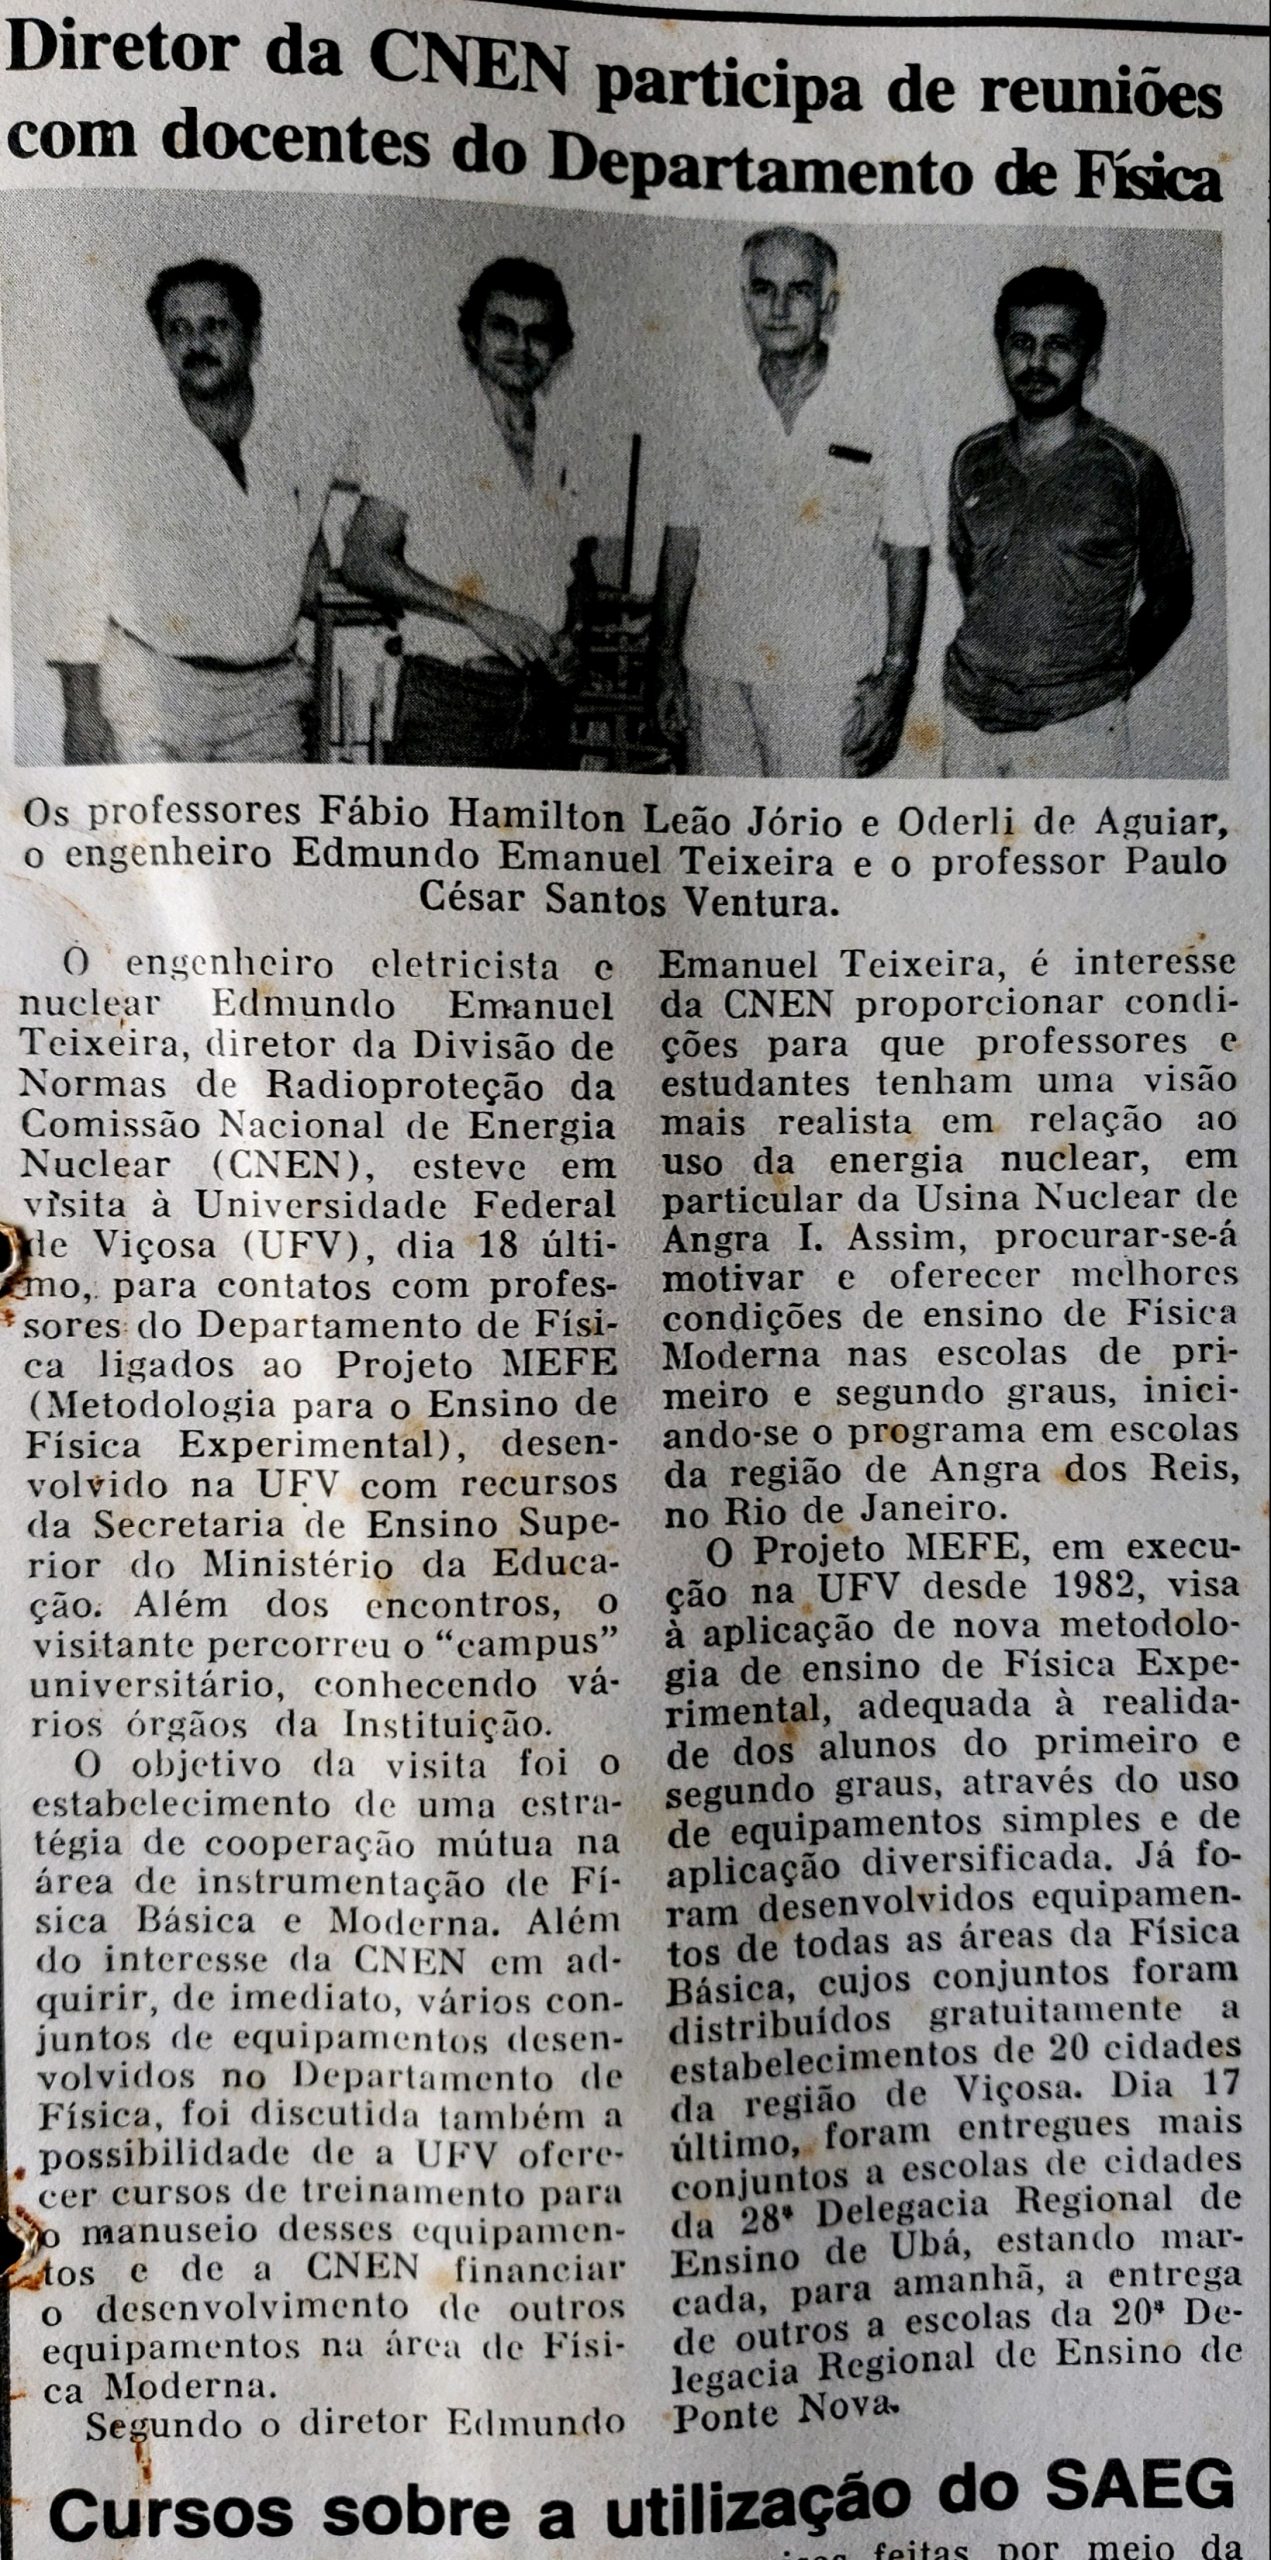 Diretor da CNEN participa de reuniões
com docentes do Departamento de Física
Os professores Fábio Hamilton Leão Jório e Oderli de Aguiar,
o engenheiro Edmundo Emanuel Teixeira e o professor Paulo
César Santos Ventura.
O engenheiro eletricista e
nuclear Edmundo Emanuel
Teixeira, diretor da Divisão de
Normas de Radioproteção da
Comissão Nacional de Energia
Nuclear (CNEN), esteve em
visita à Universidade Federal
de Viçosa (UFV), dia 18 últi-
mo, para contatos com profes-
sores do Departamento de Físi-
ca ligados ao Projeto MEFE
(Metodologia para o Ensino de
Física Experimental), desen-
volvido na UFV com recursos
da Secretaria de Ensino Supe-
rior do Ministério da Educa-
ção. Além dos encontros, o
visitante percorreu o “campus”
universitário, conhecendo vá-
rios órgãos da Instituição.
O objetivo da visita foi o
estabelecimento de uma estra-
tégia de cooperação mútua na
área de instrumentação de Fí-
sica Básica e Moderna. Além
do interesse da CNEN em ad-
quirir, de imediato, vários con-
juntos de equipamentos desen-
volvidos no Departamento de
Física, foi discutida também a
possibilidade de a UFV ofere-
cer cursos de treinamento para
o manuseio desses equipamen-
tos e de a CNEN financiar
o desenvolvimento de outros
equipamentos na área de Físi-
ca Moderna.
Segundo o diretor Edmundo
Emanuel Teixeira, é interesse
da CNEN proporcionar condi-
ções para que professores e
estudantes tenham uma visão
mais realista em relação ao
uso da energia nuclear, em
particular da Usina Nuclear de
Angra I. Assim, procurar-se-á
motivar e oferecer melhores
condições de ensino de Física
Moderna nas escolas de pri-
meiro e segundo graus, inici-
ando-se o programa em escolas
da região de Angra dos Reis,
no Rio de Janeiro.
O Projeto MEFE, em execu-
ção na UFV desde 1982, visa
à aplicação de nova metodolo-
gia de ensino de Física Expe-
rimental, adequada à realida-
de dos alunos do primeiro e
segundo graus, através do uso
de equipamentos simples e de
aplicação diversificada. Já fo-
ram desenvolvidos equipamen-
tos de todas as áreas da Física
Básica, cujos conjuntos foram
distribuídos gratuitamente a
estabelecimentos de 20 cidades
da região de Viçosa. Dia 17
último, foram entregues mais
conjuntos a escolas de cidades
da 28ª Delegacia Regional de
Ensino de Ubá, estando mar-
cada, para amanhã, a entrega
de outros a escolas da 20ª De-
legacia Regional de Ensino de
Ponte Nova.
Cursos sobre a utilização do SAEG
feitas por meio da